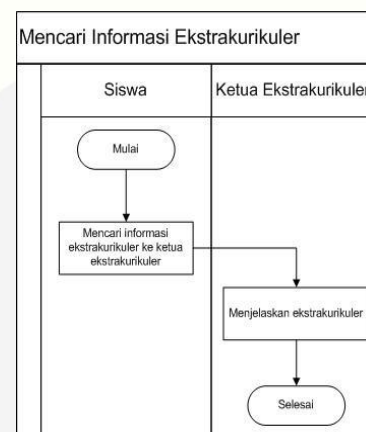 Mencari Informasi Ekstrakurikuler
Siswa
Ketua Ekstrakurikuler
Mulai
Mencari informasi
ekstrakurikuler ke ketua
ekstrakurikuler
Menjelaskan ekstrakurikuler
Selesai